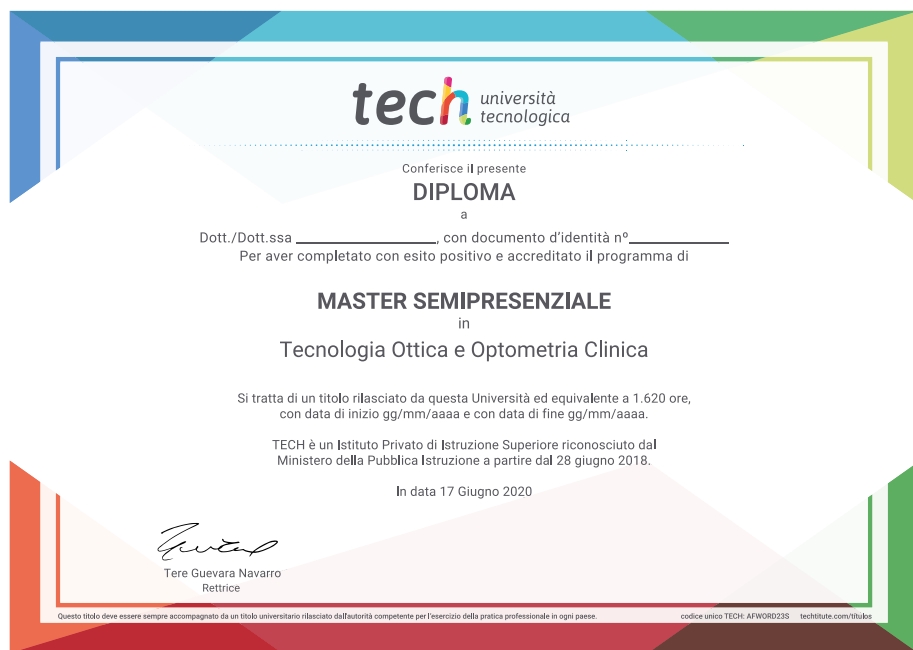 tech università
tecnologica
Conferisce il presente
DIPLOMA
a
Dott./Dott.ssa ________________, con documento d'identità nº____________
Per aver completato con esito positivo e accreditato il programma di
MASTER SEMIPRESENZIALE
in
Tecnologia Ottica e Optometria Clinica
Si tratta di un titolo rilasciato da questa Università ed equivalente a 1.620 ore,
con data di inizio gg/mm/aaaa e con data di fine gg/mm/aaaa.
TECH è un Istituto Privato di Istruzione Superiore riconosciuto dal
Ministero della Pubblica Istruzione a partire dal 28 giugno 2018.
In data 17 Giugno 2020
Tere Guevara Navarro
Rettrice
Questo titolo deve essere sempre accompagnato da un titolo universitario rilasciato dall'autorità competente per l'esercizio della pratica professionale in ogni paese. codice unico TECH: AFWORD23S techtitute.com/títulos